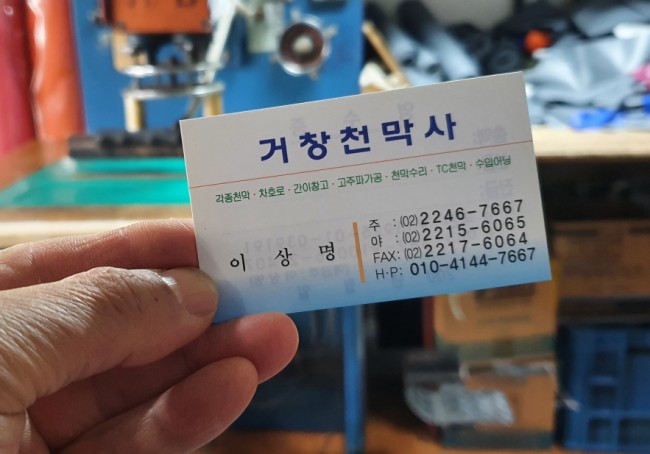 거창천막사
각종천막·차호로·간이창고·고주파가공·천막수리·TC천막·수입어닝
이 상 명
주 : (02) 2246-7667
야 : (02) 2215-6065
FAX: (02) 2217-6064
H·P: 010-4144-7667